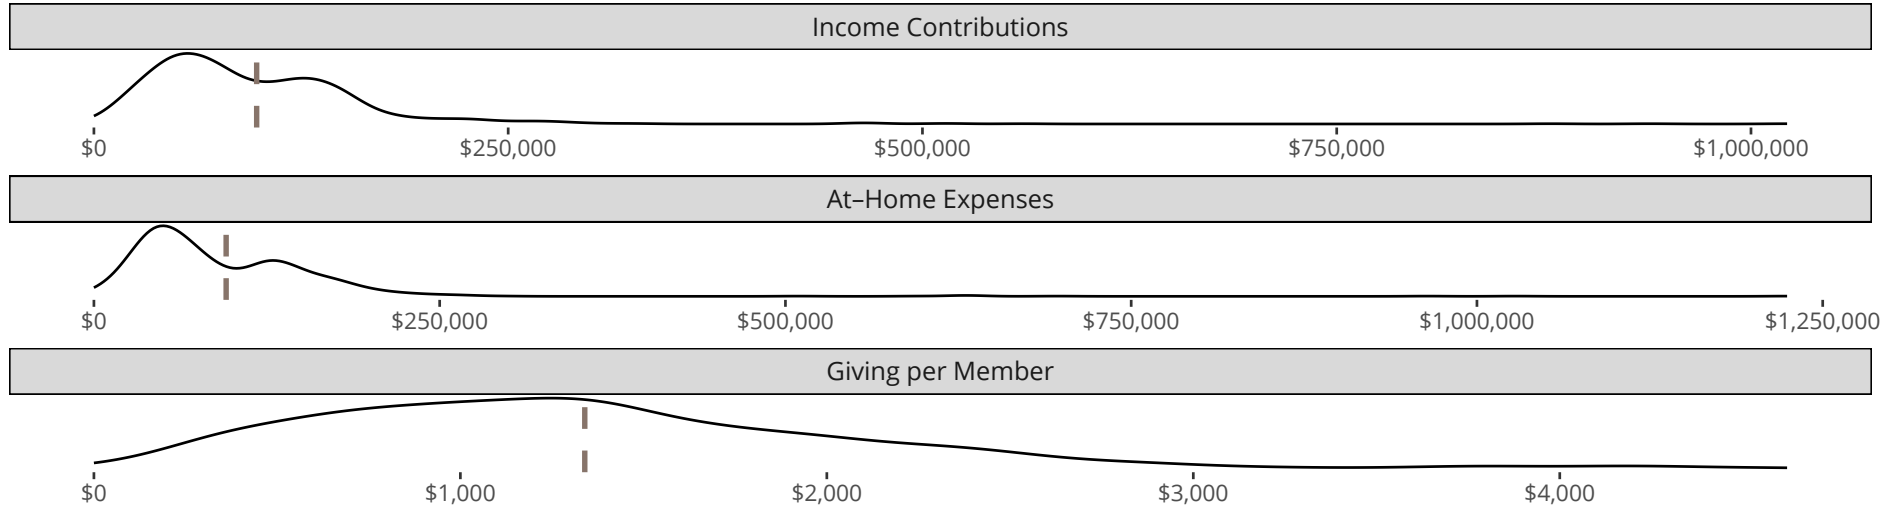 Income Contributions
$0 $250,000 $500,000 $750,000 $1,000,000
At–Home Expenses
$0 $250,000 $500,000 $750,000 $1,000,000 $1,250,000
Giving per Member
$0 $1,000 $2,000 $3,000 $4,000